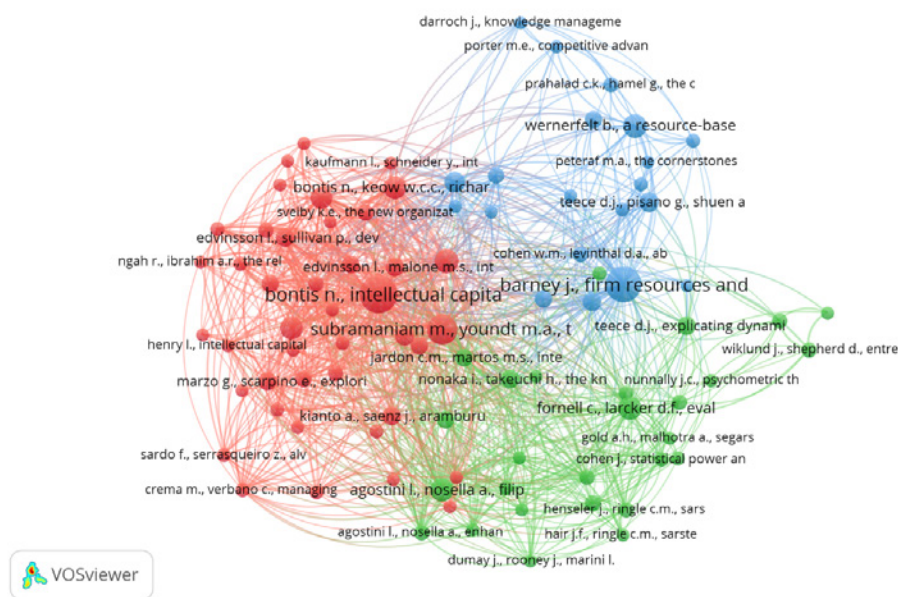 darroch j., knowledge manageme
porter m.e., competitive advan
prahalad c.k., hamel g., the c
wernerfelt b., a resource-base
kaufmann l., schneider y., int
peteraf m.a., the cornerstones
bontis n., keow w.c.c., richar
teece d.j., pisano g., shuen a
sveiby k.e., the new organizat
edvinsson l., sullivan p., dev
cohen w.m., levinthal d.a., ab
ngah r., ibrahim a.r., the rel
edvinsson l., malone m.s., int
barney j., firm resources and
bontis n., intellectual capita
subramaniam m., youndt m.a., t
teece d.j., explicating dynami
henry l., intellectual capital
wiklund j., shepherd d., entre
jardon c.m., martos m.s., inte
marzo g., scarpino e., explori
nonaka i., takeuchi h., the kn
nunnally j.c., psychometric th
fornell c., larcker d.f., eval
kianto a., saenz j., aramburu
gold a.h., malhotra a., segars
sardo f., serrasqueiro z., alv
cohen j., statistical power an
crema m., verbano c., managing
agostini l., nosella a., filip
henseler j., ringle c.m., sars
agostini l., nosella a., enhan
hair j.f., ringle c.m., sarste
dumay j., rooney j., marini l.
VOSviewer